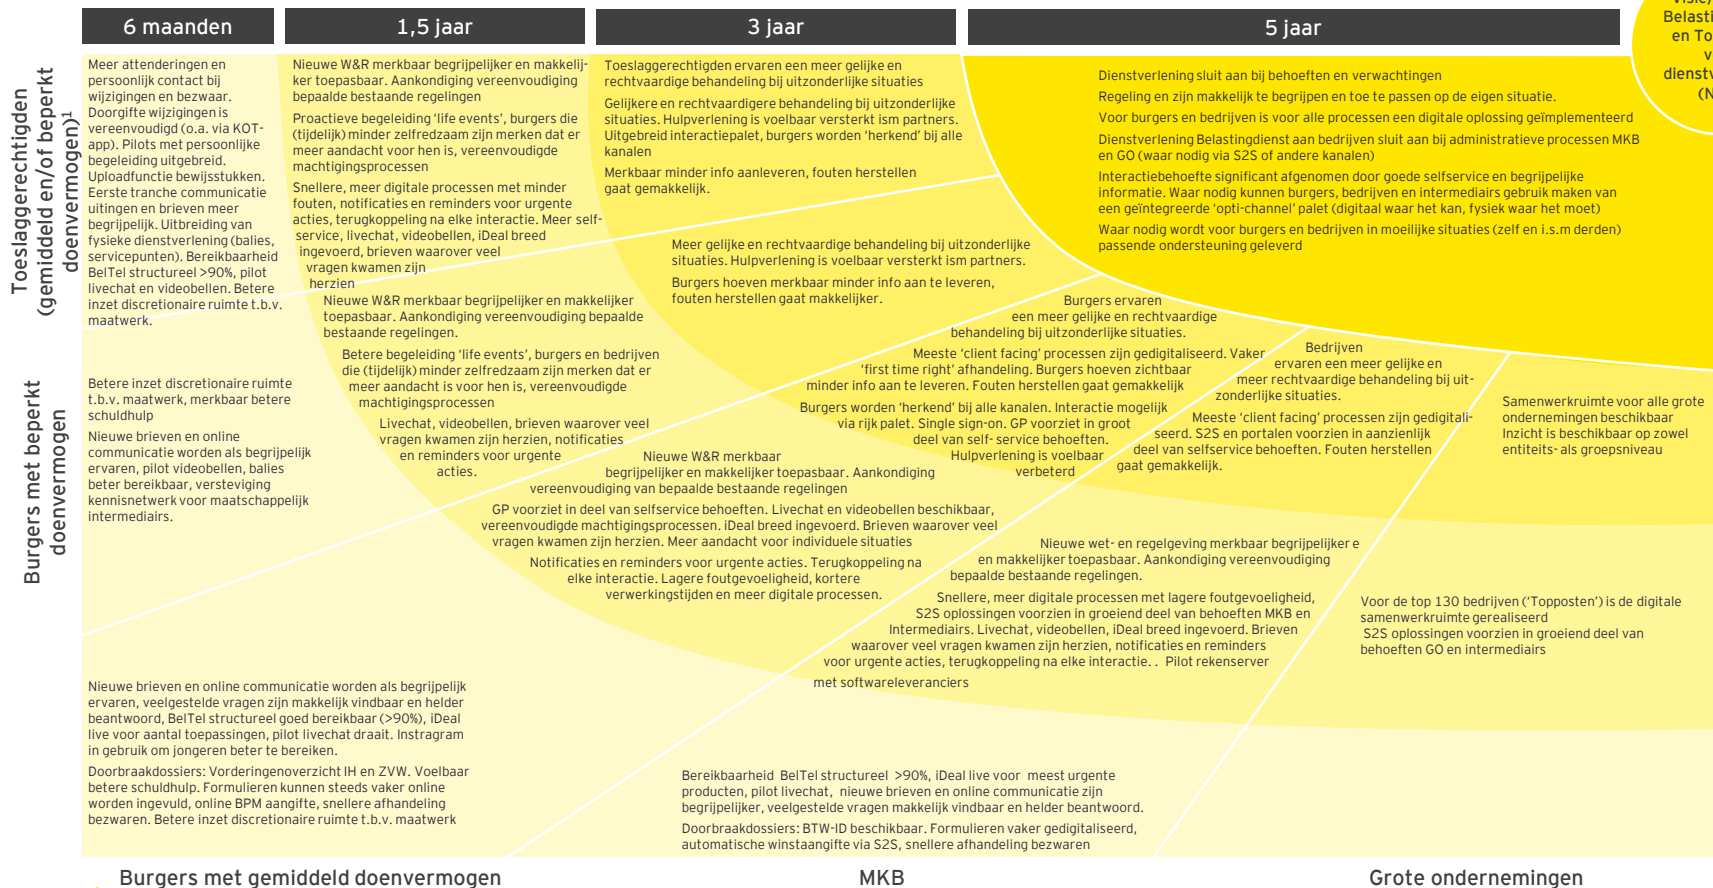 6 maanden
1,5 jaar
3 jaar
5 jaar
Belasti
en To
v
dienstv
(N
Toeslaggerechtigden
(gemiddeld en/of beperkt
doenvermogen)¹
Meer attenderingen en
persoonlijk contact bij
wijzigingen en bezwaar.
Doorgifte wijzigingen is
vereenvoudigd (o.a. via KOT-
app). Pilots met persoonlijke
begeleiding uitgebreid.
Uploadfunctie bewijsstukken.
Eerste tranche communicatie
uitingen en brieven meer
begrijpelijk. Uitbreiding van
fysieke dienstverlening (balies,
servicepunten). Bereikbaarheid
BelTel structureel >90%, pilot
livechat en videobellen. Betere
inzet discretionaire ruimte t.b.v.
maatwerk.
Nieuwe W&R merkbaar begrijpelijker en makkelij-
ker toepasbaar. Aankondiging vereenvoudiging
bepaalde bestaande regelingen
Proactieve begeleiding ‘life events’, burgers die
(tijdelijk) minder zelfredzaam zijn merken dat er
meer aandacht voor hen is, vereenvoudigde
machtigingsprocessen
Snellere, meer digitale processen met minder
fouten, notificaties en reminders voor urgente
acties, terugkoppeling na elke interactie. Meer self-
service, livechat, videobellen, iDeal breed
ingevoerd, brieven waarover veel
vragen kwamen zijn
herzien
Toeslaggerechtigden ervaren een meer gelijke en
rechtvaardige behandeling bij uitzonderlijke situaties
Gelijkere en rechtvaardigere behandeling bij uitzonderlijke
situaties. Hulpverlening is voelbaar versterkt ism partners.
Uitgebreid interactiepalet, burgers worden ‘herkend’ bij alle
kanalen
Merkbaar minder info aanleveren, fouten herstellen
gaat gemakkelijk.
Dienstverlening sluit aan bij behoeften en verwachtingen
Regeling en zijn makkelijk te begrijpen en toe te passen op de eigen situatie.
Voor burgers en bedrijven is voor alle processen een digitale oplossing geïmplementeerd
Dienstverlening Belastingdienst aan bedrijven sluit aan bij administratieve processen MKB
en GO (waar nodig via S2S of andere kanalen)
Interactiebehoefte significant afgenomen door goede selfservice en begrijpelijke
informatie. Waar nodig kunnen burgers, bedrijven en intermediairs gebruik maken van
een geïntegreerde ‘opti-channel’ palet (digitaal waar het kan, fysiek waar het moet)
Waar nodig wordt voor burgers en bedrijven in moeilijke situaties (zelf en i.s.m derden)
passende ondersteuning geleverd
Burgers met beperkt
doenvermogen
Betere inzet discretionaire ruimte
t.b.v. maatwerk, merkbaar betere
schuldhulp
Nieuwe brieven en online
communicatie worden als begrijpelijk
ervaren, pilot videobellen, balies
beter bereikbaar, versteviging
kennisnetwerk voor maatschappelijk
intermediairs.
Nieuwe W&R merkbaar begrijpelijker en makkelijker
toepasbaar. Aankondiging vereenvoudiging bepaalde
bestaande regelingen.
Betere begeleiding ‘life events’, burgers en bedrijven
die (tijdelijk) minder zelfredzaam zijn merken dat er
meer aandacht is voor hen is, vereenvoudigde
machtigingsprocessen
Livechat, videobellen, brieven waarover veel
vragen kwamen zijn herzien, notificaties
en reminders voor urgente
acties.
Meer gelijke en rechtvaardige behandeling bij uitzonderlijke
situaties. Hulpverlening is voelbaar versterkt ism partners.
Burgers hoeven merkbaar minder info aan te leveren,
fouten herstellen gaat makkelijker.
Nieuwe brieven en online communicatie worden als begrijpelijk
ervaren, veelgestelde vragen zijn makkelijk vindbaar en helder
beantwoord, BelTel structureel goed bereikbaar (>90%), iDeal
live voor aantal toepassingen, pilot livechat draait. Instragram
in gebruik om jongeren beter te bereiken.
Doorbraakdossiers: Vorderingenoverzicht IH en ZVW. Voelbaar
betere schuldhulp. Formulieren kunnen steeds vaker online
worden ingevuld, online BPM aangifte, snellere afhandeling
bezwaren. Betere inzet discretionaire ruimte t.b.v. maatwerk
Nieuwe W&R merkbaar
begrijpelijker en makkelijker toepasbaar. Aankondiging
vereenvoudiging van bepaalde bestaande regelingen
GP voorziet in deel van selfservice behoeften. Livechat en videobellen beschikbaar,
vereenvoudigde machtigingsprocessen. iDeal breed ingevoerd. Brieven waarover veel
vragen kwamen zijn herzien. Meer aandacht voor individuele situaties
Notificaties en reminders voor urgente acties. Terugkoppeling na
elke interactie. Lagere foutgevoeligheid, kortere
verwerkingstijden en meer digitale processen.
Burgers ervaren
een meer gelijke en rechtvaardige
behandeling bij uitzonderlijke situaties.
Meeste ‘client facing’ processen zijn gedigitaliseerd. Vaker
‘first time right’ afhandeling. Burgers hoeven zichtbaar
minder info aan te leveren. Fouten herstellen gaat gemakkelijk
Burgers worden ‘herkend’ bij alle kanalen. Interactie mogelijk
via rijk palet. Single sign-on. GP voorziet in groot
deel van self- service behoeften.
Hulpverlening is voelbaar
verbeterd
Bereikbaarheid BelTel structureel >90%, iDeal live voor meest urgente
producten, pilot livechat, nieuwe brieven en online communicatie zijn
begrijpelijker, veelgestelde vragen makkelijk vindbaar en helder beantwoord.
Doorbraakdossiers: BTW-ID beschikbaar. Formulieren vaker gedigitaliseerd,
automatische winstaangifte via S2S, snellere afhandeling bezwaren
Nieuwe wet- en regelgeving merkbaar begrijpelijker e
en makkelijker toepasbaar. Aankondiging vereenvoudiging
bepaalde bestaande regelingen.
Snellere, meer digitale processen met lagere foutgevoeligheid,
S2S oplossingen voorzien in groeiend deel van behoeften MKB en
Intermediairs. Livechat, videobellen, iDeal breed ingevoerd. Brieven
waarover veel vragen kwamen zijn herzien, notificaties en reminders
voor urgente acties, terugkoppeling na elke interactie. . Pilot rekenserver
met softwareleveranciers
Bedrijven
ervaren een meer gelijke en
meer rechtvaardige behandeling bij uit-
zonderlijke situaties.
Meeste ‘client facing’ processen zijn gedigitali-
seerd. S2S en portalen voorzien in aanzienlijk
deel van selfservice behoeften. Fouten herstellen
gaat gemakkelijk.
Samenwerkruimte voor alle grote
ondernemingen beschikbaar
Inzicht is beschikbaar op zowel
entiteits- als groepsniveau
Voor de top 130 bedrijven (‘Topposten’) is de digitale
samenwerkruimte gerealiseerd
S2S oplossingen voorzien in groeiend deel van
behoeften GO en intermediairs
Burgers met gemiddeld doenvermogen
MKB
Grote ondernemingen